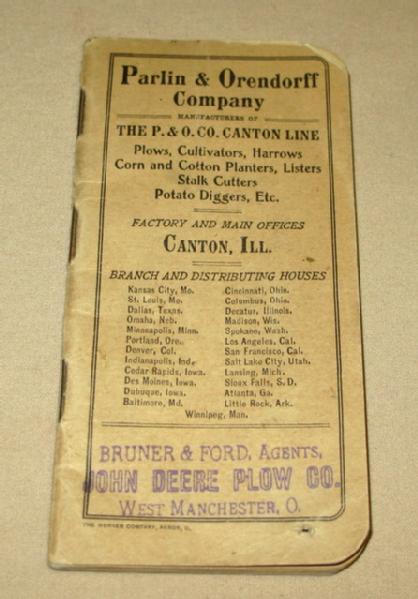 Parlin & Orendorff
Company
MANUFACTURERS OF
THE P. & O. CO. CANTON LINE
Plows, Cultivators, Harrows
Corn and Cotton Planters, Listers
Stalk Cutters
Potato Diggers, Etc.
FACTORY AND MAIN OFFICES
CANTON, ILL.
BRANCH AND DISTRIBUTING HOUSES
Kansas City, Mo. Cincinnati, Ohio.
St. Louis, Mo. Columbus, Ohio.
Dallas, Texas. Decatur, Illinois.
Omaha, Neb. Madison, Wis.
Minneapolis, Minn. Spokane, Wash.
Portland, Ore. Los Angeles, Cal.
Denver, Col. San Francisco, Cal.
Indianapolis, Ind. Salt Lake City, Utah.
Cedar Rapids, Iowa. Lansing, Mich.
Des Moines, Iowa. Sioux Falls, S. D.
Dubuque, Iowa. Atlanta, Ga.
Baltimore, Md. Little Rock, Ark.
Winnipeg, Man.
BRUNER & FORD, AGENTS,
JOHN DEERE PLOW CO.
WEST MANCHESTER, O.
THE WERNER COMPANY, AKRON, O.